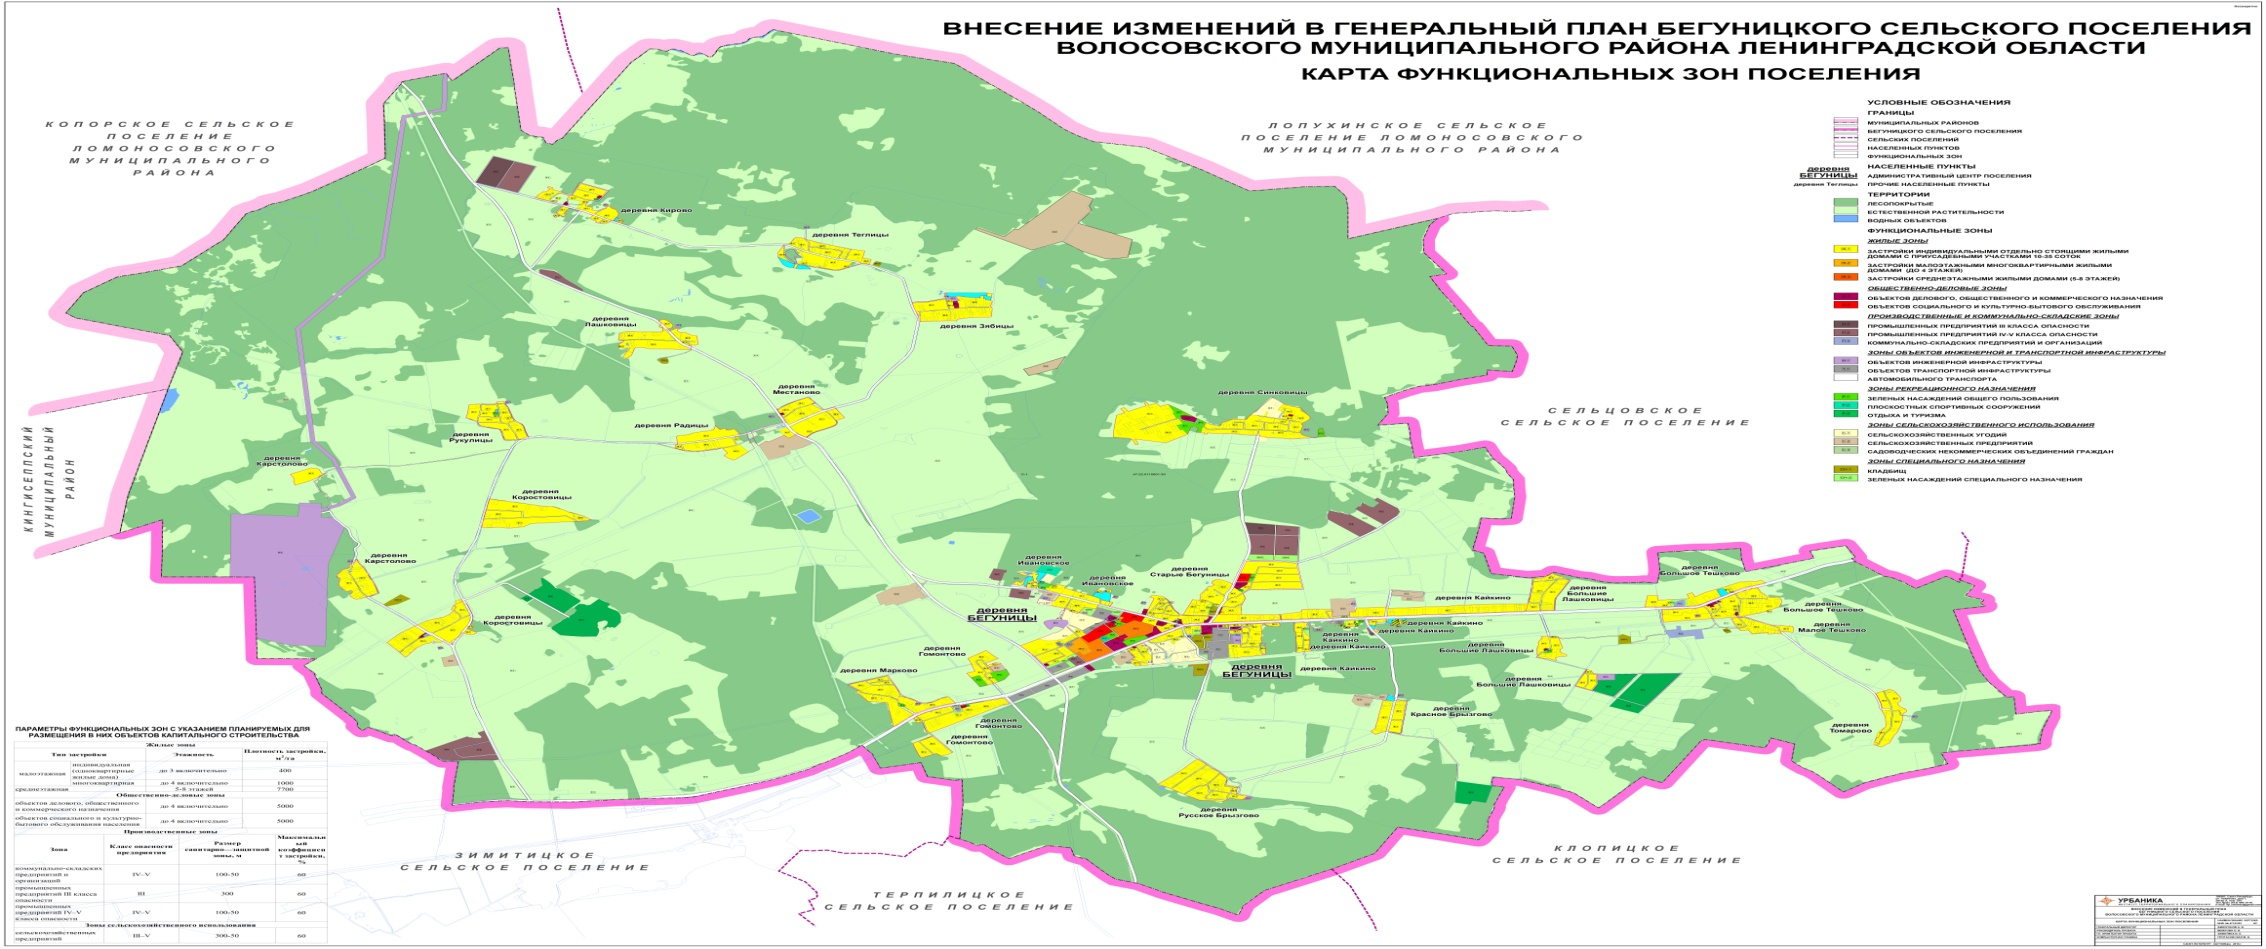 ВНЕСЕНИЕ ИЗМЕНЕНИЙ В ГЕНЕРАЛЬНЫЙ ПЛАН БЕГУНИЦКОГО СЕЛЬСКОГО ПОСЕЛЕНИЯ
ВОЛОСОВСКОГО МУНИЦИПАЛЬНОГО РАЙОНА ЛЕНИНГРАДСКОЙ ОБЛАСТИ
КАРТА ФУНКЦИОНАЛЬНЫХ ЗОН ПОСЕЛЕНИЯ
КОПОРСКОЕ СЕЛЬСКОЕ
ПОСЕЛЕНИЕ
ЛОМОНОСОВСКОГО
МУНИЦИПАЛЬНОГО
РАЙОНА
ЛОПУХИНСКОЕ СЕЛЬСКОЕ
ПОСЕЛЕНИЕ ЛОМОНОСОВСКОГО
МУНИЦИПАЛЬНОГО РАЙОНА
УСЛОВНЫЕ ОБОЗНАЧЕНИЯ
ГРАНИЦЫ
МУНИЦИПАЛЬНЫХ РАЙОНОВ
БЕГУНИЦКОГО СЕЛЬСКОГО ПОСЕЛЕНИЯ
СЕЛЬСКИХ ПОСЕЛЕНИЙ
НАСЕЛЕННЫХ ПУНКТОВ
ФУНКЦИОНАЛЬНЫХ ЗОН
НАСЕЛЕННЫЕ ПУНКТЫ
деревня
БЕГУНИЦЫ АДМИНИСТРАТИВНЫЙ ЦЕНТР ПОСЕЛЕНИЯ
деревня Теглицы ПРОЧИЕ НАСЕЛЕННЫЕ ПУНКТЫ
ТЕРРИТОРИИ
ЛЕСОПОКРЫТЫЕ
ЕСТЕСТВЕННОЙ РАСТИТЕЛЬНОСТИ
ВОДНЫХ ОБЪЕКТОВ
ФУНКЦИОНАЛЬНЫЕ ЗОНЫ
ЖИЛЫЕ ЗОНЫ
ЗАСТРОЙКИ ИНДИВИДУАЛЬНЫМИ ОТДЕЛЬНО СТОЯЩИМИ ЖИЛЫМИ
ДОМАМИ С ПРИУСАДЕБНЫМИ УЧАСТКАМИ 10-35 СОТОК
ЗАСТРОЙКИ МАЛОЭТАЖНЫМИ МНОГОКВАРТИРНЫМИ ЖИЛЫМИ
ДОМАМИ (ДО 4 ЭТАЖЕЙ)
ЗАСТРОЙКИ СРЕДНЕЭТАЖНЫМИ ЖИЛЫМИ ДОМАМИ (5-8 ЭТАЖЕЙ)
ОБЩЕСТВЕННО-ДЕЛОВЫЕ ЗОНЫ
ОБЪЕКТОВ ДЕЛОВОГО, ОБЩЕСТВЕННОГО И КОММЕРЧЕСКОГО НАЗНАЧЕНИЯ
ОБЪЕКТОВ СОЦИАЛЬНОГО И КУЛЬТУРНО-БЫТОВОГО ОБСЛУЖИВАНИЯ
ПРОИЗВОДСТВЕННЫЕ И КОММУНАЛЬНО-СКЛАДСКИЕ ЗОНЫ
ПРОМЫШЛЕННЫХ ПРЕДПРИЯТИЙ III КЛАССА ОПАСНОСТИ
ПРОМЫШЛЕННЫХ ПРЕДПРИЯТИЙ IV-V КЛАССА ОПАСНОСТИ
КОММУНАЛЬНО-СКЛАДСКИХ ПРЕДПРИЯТИЙ И ОРГАНИЗАЦИЙ
ЗОНЫ ОБЪЕКТОВ ИНЖЕНЕРНОЙ И ТРАНСПОРТНОЙ ИНФРАСТРУКТУРЫ
ОБЪЕКТОВ ИНЖЕНЕРНОЙ ИНФРАСТРУКТУРЫ
ОБЪЕКТОВ ТРАНСПОРТНОЙ ИНФРАСТРУКТУРЫ
АВТОМОБИЛЬНОГО ТРАНСПОРТА
ЗОНЫ РЕКРЕАЦИОННОГО НАЗНАЧЕНИЯ
ЗЕЛЕНЫХ НАСАЖДЕНИЙ ОБЩЕГО ПОЛЬЗОВАНИЯ
ПЛОСКОСТНЫХ СПОРТИВНЫХ СООРУЖЕНИЙ
ОТДЫХА И ТУРИЗМА
ЗОНЫ СЕЛЬСКОХОЗЯЙСТВЕННОГО ИСПОЛЬЗОВАНИЯ
СЕЛЬСКОХОЗЯЙСТВЕННЫХ УГОДИЙ
СЕЛЬСКОХОЗЯЙСТВЕННЫХ ПРЕДПРИЯТИЙ
САДОВОДЧЕСКИХ НЕКОММЕРЧЕСКИХ ОБЪЕДИНЕНИЙ ГРАЖДАН
ЗОНЫ СПЕЦИАЛЬНОГО НАЗНАЧЕНИЯ
КЛАДБИЩ
ЗЕЛЕНЫХ НАСАЖДЕНИЙ СПЕЦИАЛЬНОГО НАЗНАЧЕНИЯ
деревня Кирово
деревня Теглицы
деревня
Лашковицы
деревня Зябицы
деревня
Местаново
деревня Синковицы
СЕЛЬЦОВСКОЕ
СЕЛЬСКОЕ ПОСЕЛЕНИЕ
деревня Радицы
деревня
Рукулицы
КИНГИСЕППСКИЙ
МУНИЦИПАЛЬНЫЙ
РАЙОН
деревня
Карстолово
деревня
Коростовицы
деревня
Карстолово
деревня
Ивановское
деревня
Ивановское
деревня
Старые Бегуницы
деревня
Большое Тешково
деревня
Большие
Лашковицы
деревня Кайкино
деревня
Большое Тешково
деревня
БЕГУНИЦЫ
деревня
Коростовицы
деревня Кайкино
деревня Кайкино
деревня
Малое Тешково
деревня
Кайкино
деревня Кайкино
деревня
Гомонтово
деревня
Большие Лашковицы
деревня Марково
деревня
БЕГУНИЦЫ
деревня Кайкино
деревня
Большие Лашковицы
деревня
Гомонтово
деревня
Красное Брызгово
деревня
Томарово
деревня
Гомонтово
деревня
Русское Брызгово
ПАРАМЕТРЫ ФУНКЦИОНАЛЬНЫХ ЗОН С УКАЗАНИЕМ ПЛАНИРУЕМЫХ ДЛЯ
РАЗМЕЩЕНИЯ В НИХ ОБЪЕКТОВ КАПИТАЛЬНОГО СТРОИТЕЛЬСТВА
Жилые зоны
Тип застройки Этажность Плотность застройки, м²/га
малоэтажная индивидуальная (одноквартирные жилые дома) до 3 включительно 400
многоквартирная до 4 включительно 1000
среднеэтажная 5-8 этажей 7700
Общественно-деловые зоны
объектов делового, общественного и коммерческого назначения до 4 включительно 5000
объектов социального и культурно-бытового обслуживания населения до 4 включительно 5000
Производственные зоны
Зона Класс опасности предприятия Размер санитарно-защитной зоны, м Максимальный коэффициент застройки, %
коммунально-складских предприятий и организаций IV-V 100-50 60
промышленных предприятий III класса опасности III 300 60
промышленных предприятий IV-V класса опасности IV-V 100-50 60
Зоны сельскохозяйственного использования
сельскохозяйственных предприятий III-V 300-50 60
ЗИМИТИЦКОЕ
СЕЛЬСКОЕ ПОСЕЛЕНИЕ
ТЕРПИЛИЦКОЕ
СЕЛЬСКОЕ ПОСЕЛЕНИЕ
КЛОПИЦКОЕ
СЕЛЬСКОЕ ПОСЕЛЕНИЕ
УРБАНИКА